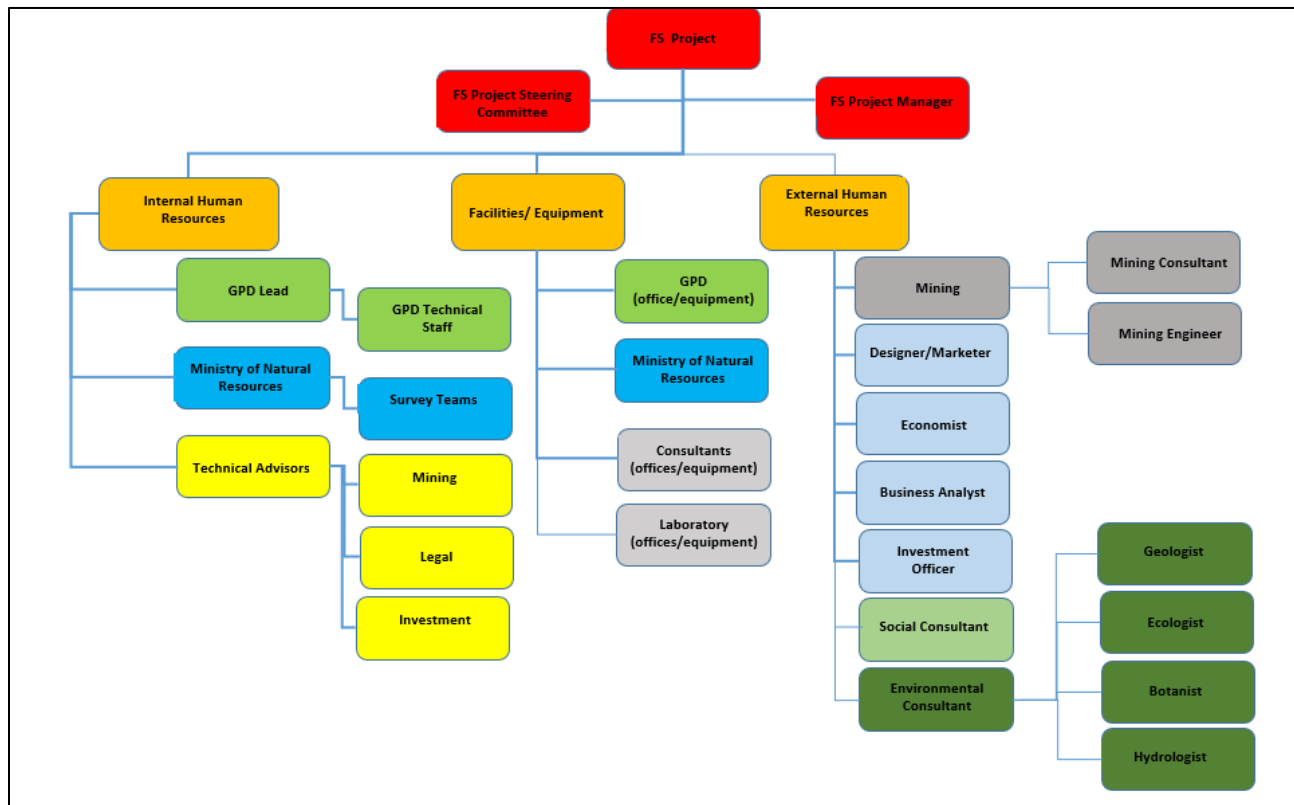 FS Project
FS Project Steering
Committee
FS Project Manager
Internal Human
Resources
Facilities/ Equipment
External Human
Resources
GPD Lead
GPD Technical
Staff
Ministry of Natural
Resources
Survey Teams
Technical Advisors
Mining
Legal
Investment
GPD
(office/equipment)
Ministry of Natural
Resources
Consultants
(offices/equipment)
Laboratory
(offices/equipment)
Mining
Mining Consultant
Mining Engineer
Designer/Marketer
Economist
Business Analyst
Investment
Officer
Social Consultant
Environmental
Consultant
Geologist
Ecologist
Botanist
Hydrologist